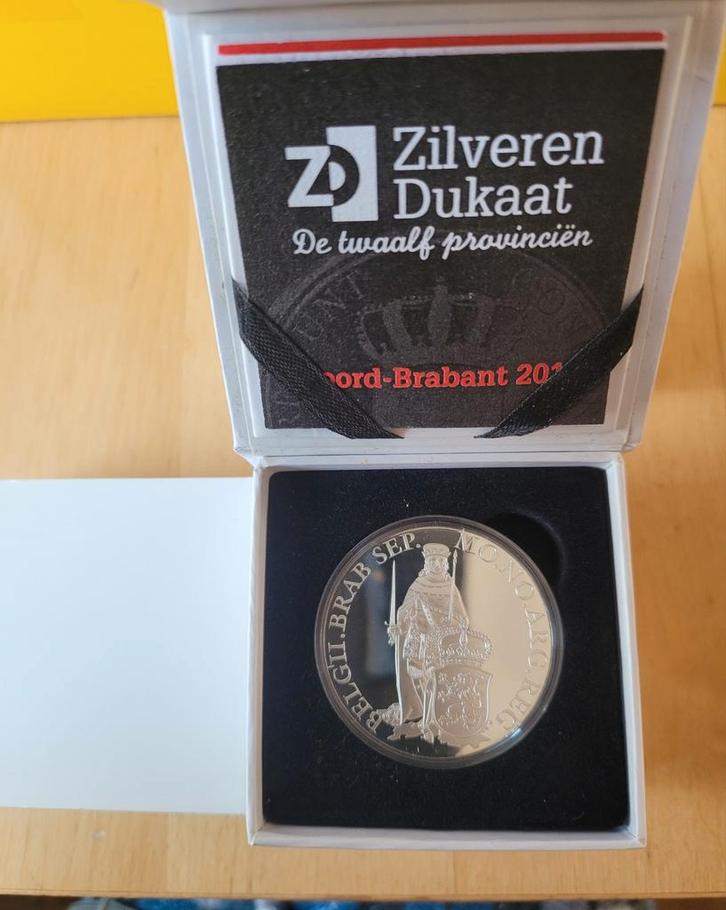 ZD
Zilveren
Dukaat
De twaalf provinciën
oord-Brabant 201
MO.NO.ARG.REG.
BELGII.BRAB SEP.